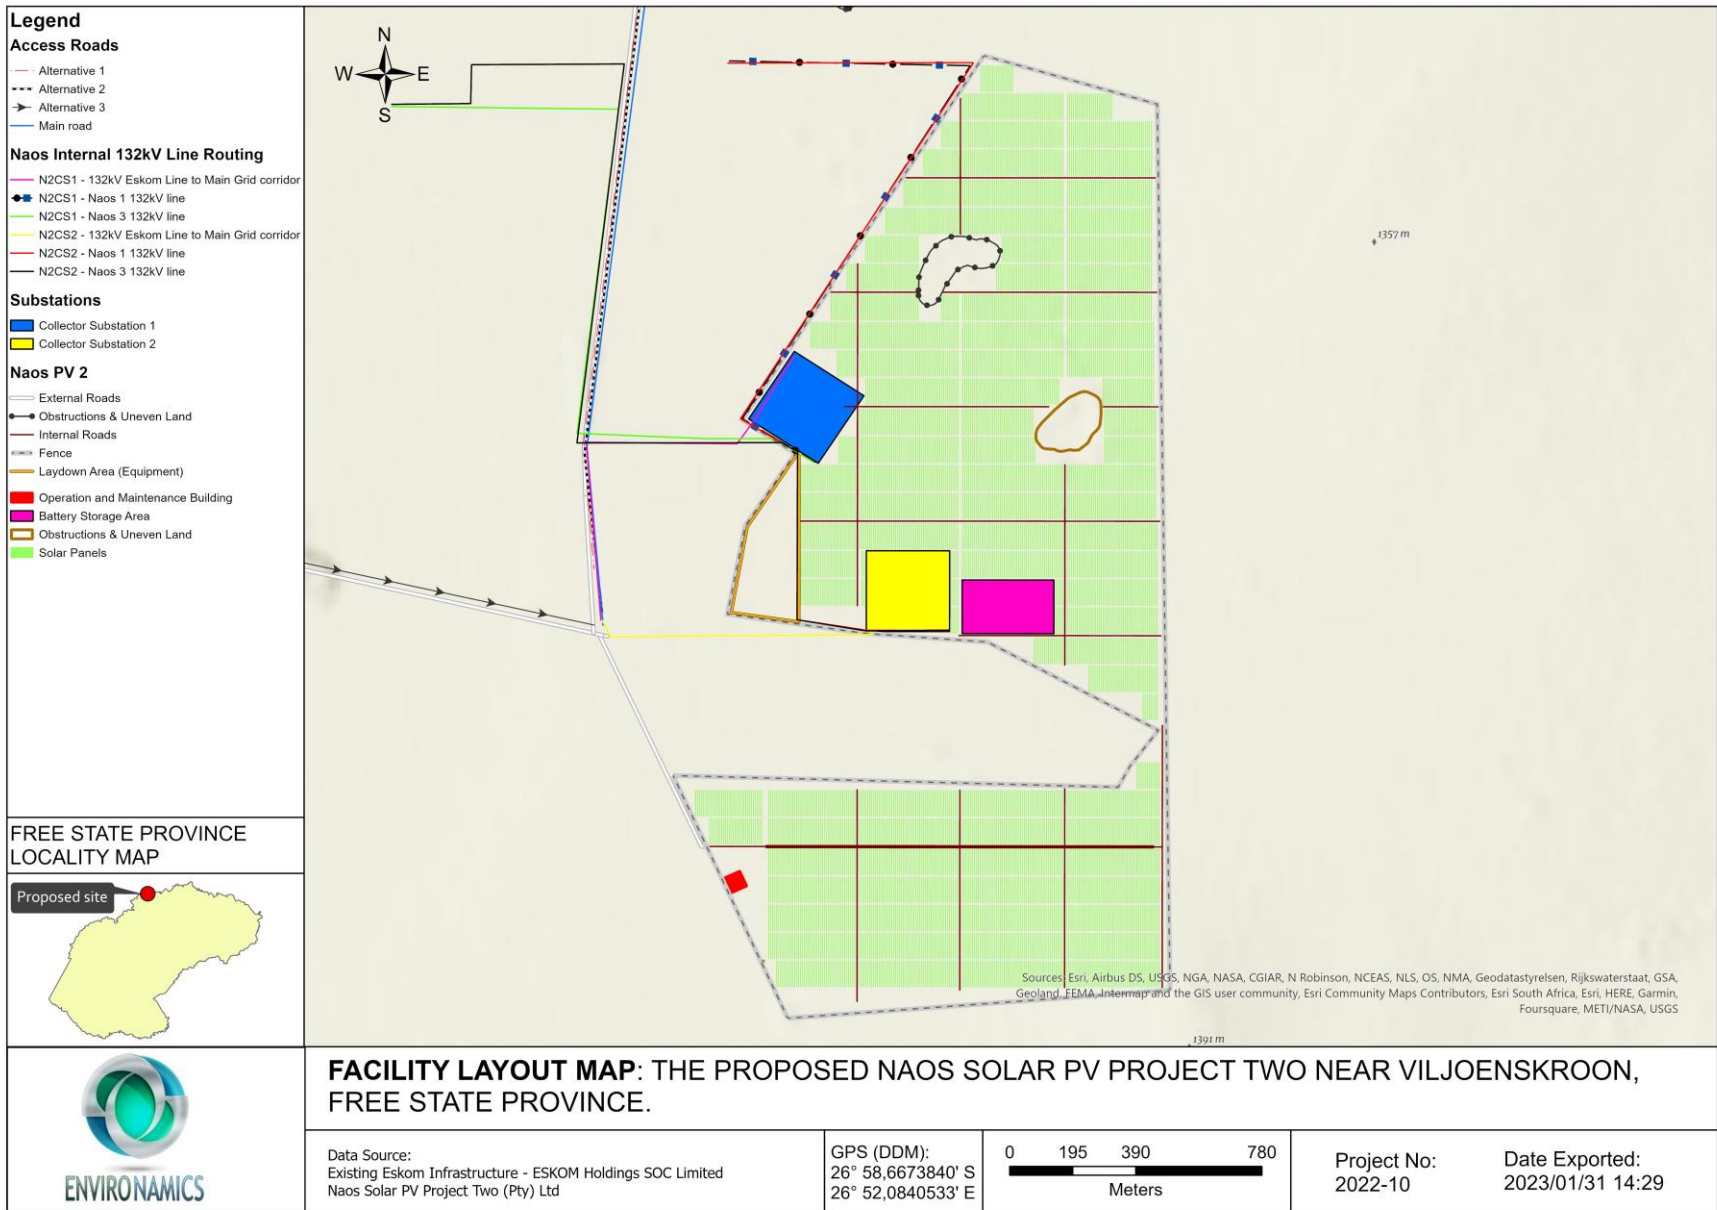 Legend
Access Roads
Alternative 1
Alternative 2
Alternative 3
Main road
Naos Internal 132kV Line Routing
N2CS1 - 132kV Eskom Line to Main Grid corridor
N2CS1 - Naos 1 132kV line
N2CS1 - Naos 3 132kV line
N2CS2 - 132kV Eskom Line to Main Grid corridor
N2CS2 - Naos 1 132kV line
N2CS2 - Naos 3 132kV line
Substations
Collector Substation 1
Collector Substation 2
Naos PV 2
External Roads
Obstructions & Uneven Land
Internal Roads
Fence
Laydown Area (Equipment)
Operation and Maintenance Building
Battery Storage Area
Obstructions & Uneven Land
Solar Panels
N
W E
S
1357 m
FREE STATE PROVINCE
LOCALITY MAP
Proposed site
Sources: Esri, Airbus DS, USGS, NGA, NASA, CGIAR, N Robinson, NCEAS, NLS, OS, NMA, Geodatastyrelsen, Rijkswaterstaat, GSA,
Geoland, FEMA, Intermap and the GIS user community, Esri Community Maps Contributors, Esri South Africa, Esri, HERE, Garmin,
Foursquare, METI/NASA, USGS
1391 m
ENVIRONAMICS
FACILITY LAYOUT MAP: THE PROPOSED NAOS SOLAR PV PROJECT TWO NEAR VILJOENSKROON,
FREE STATE PROVINCE.
Data Source:
Existing Eskom Infrastructure - ESKOM Holdings SOC Limited
Naos Solar PV Project Two (Pty) Ltd
GPS (DDM):
26° 58,6673840' S
26° 52,0840533' E
0 195 390 780
Meters
Project No:
2022-10
Date Exported:
2023/01/31 14:29